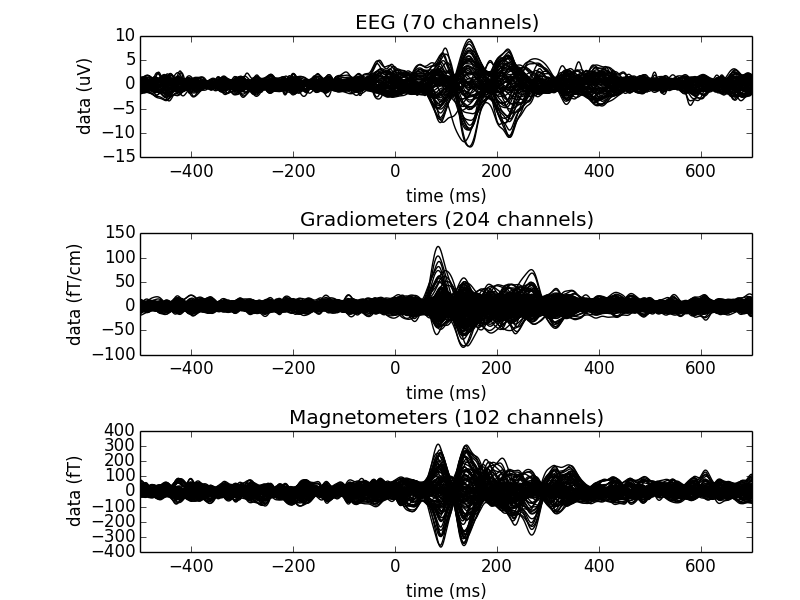 EEG (70 channels)
10
5
0
−5
−10
−15
data (uV)
−400 −200 0 200 400 600
time (ms)
Gradiometers (204 channels)
150
100
50
0
−50
−100
data (fT/cm)
−400 −200 0 200 400 600
time (ms)
Magnetometers (102 channels)
400
300
200
100
0
−100
−200
−300
−400
data (fT)
−400 −200 0 200 400 600
time (ms)